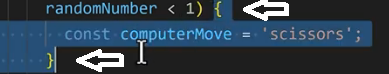 randomNumber < 1) {
const computerMove = 'scissors';
}